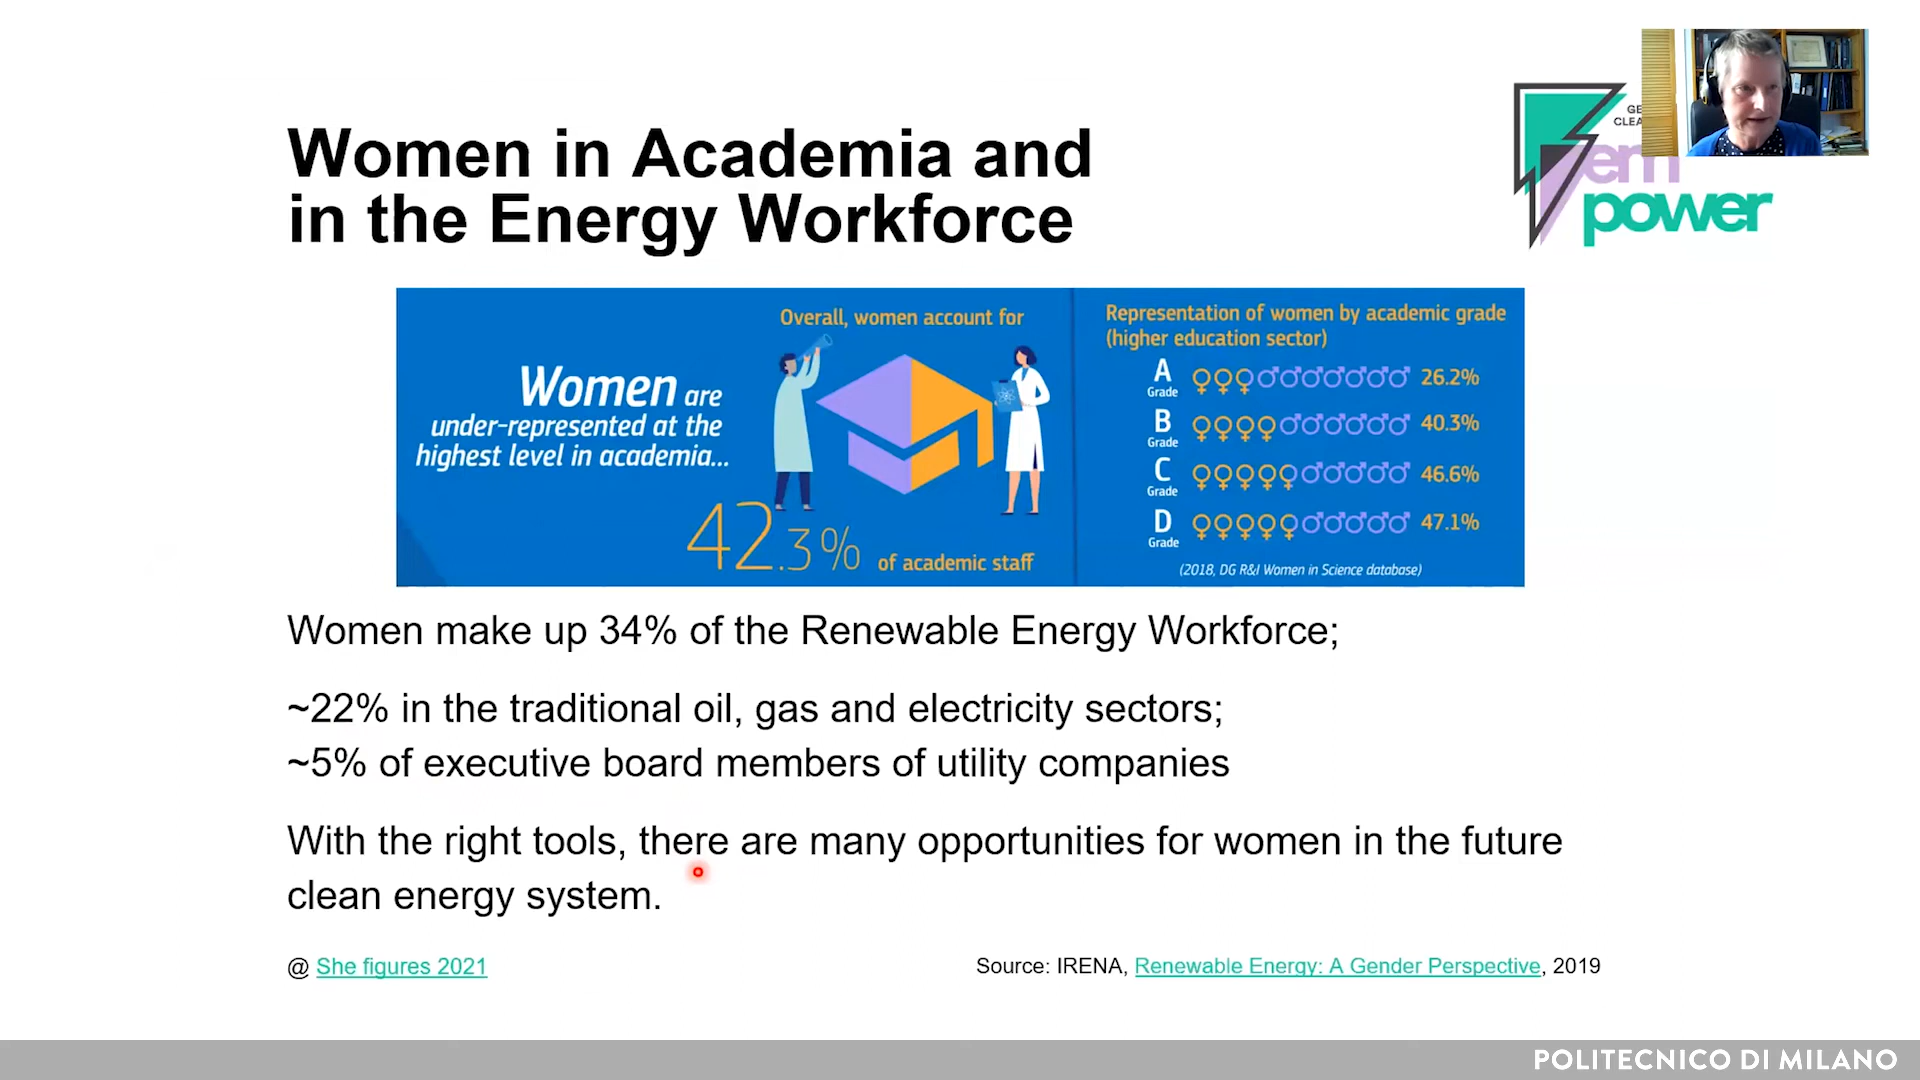 Women in Academia and
in the Energy Workforce
GE
CLEA
em
power
Women are
under-represented at the
highest level in academia...
Overall, women account for
42.3%
of academic staff
Representation of women by academic grade
(higher education sector)
A
Grade
26.2%
B
Grade
40.3%
C
Grade
46.6%
D
Grade
47.1%
(2018, DG R&I Women in Science database)
Women make up 34% of the Renewable Energy Workforce;
~22% in the traditional oil, gas and electricity sectors;
~5% of executive board members of utility companies
With the right tools, there are many opportunities for women in the future
clean energy system.
@ She figures 2021
Source: IRENA, Renewable Energy: A Gender Perspective, 2019
POLITECNICO DI MILANO